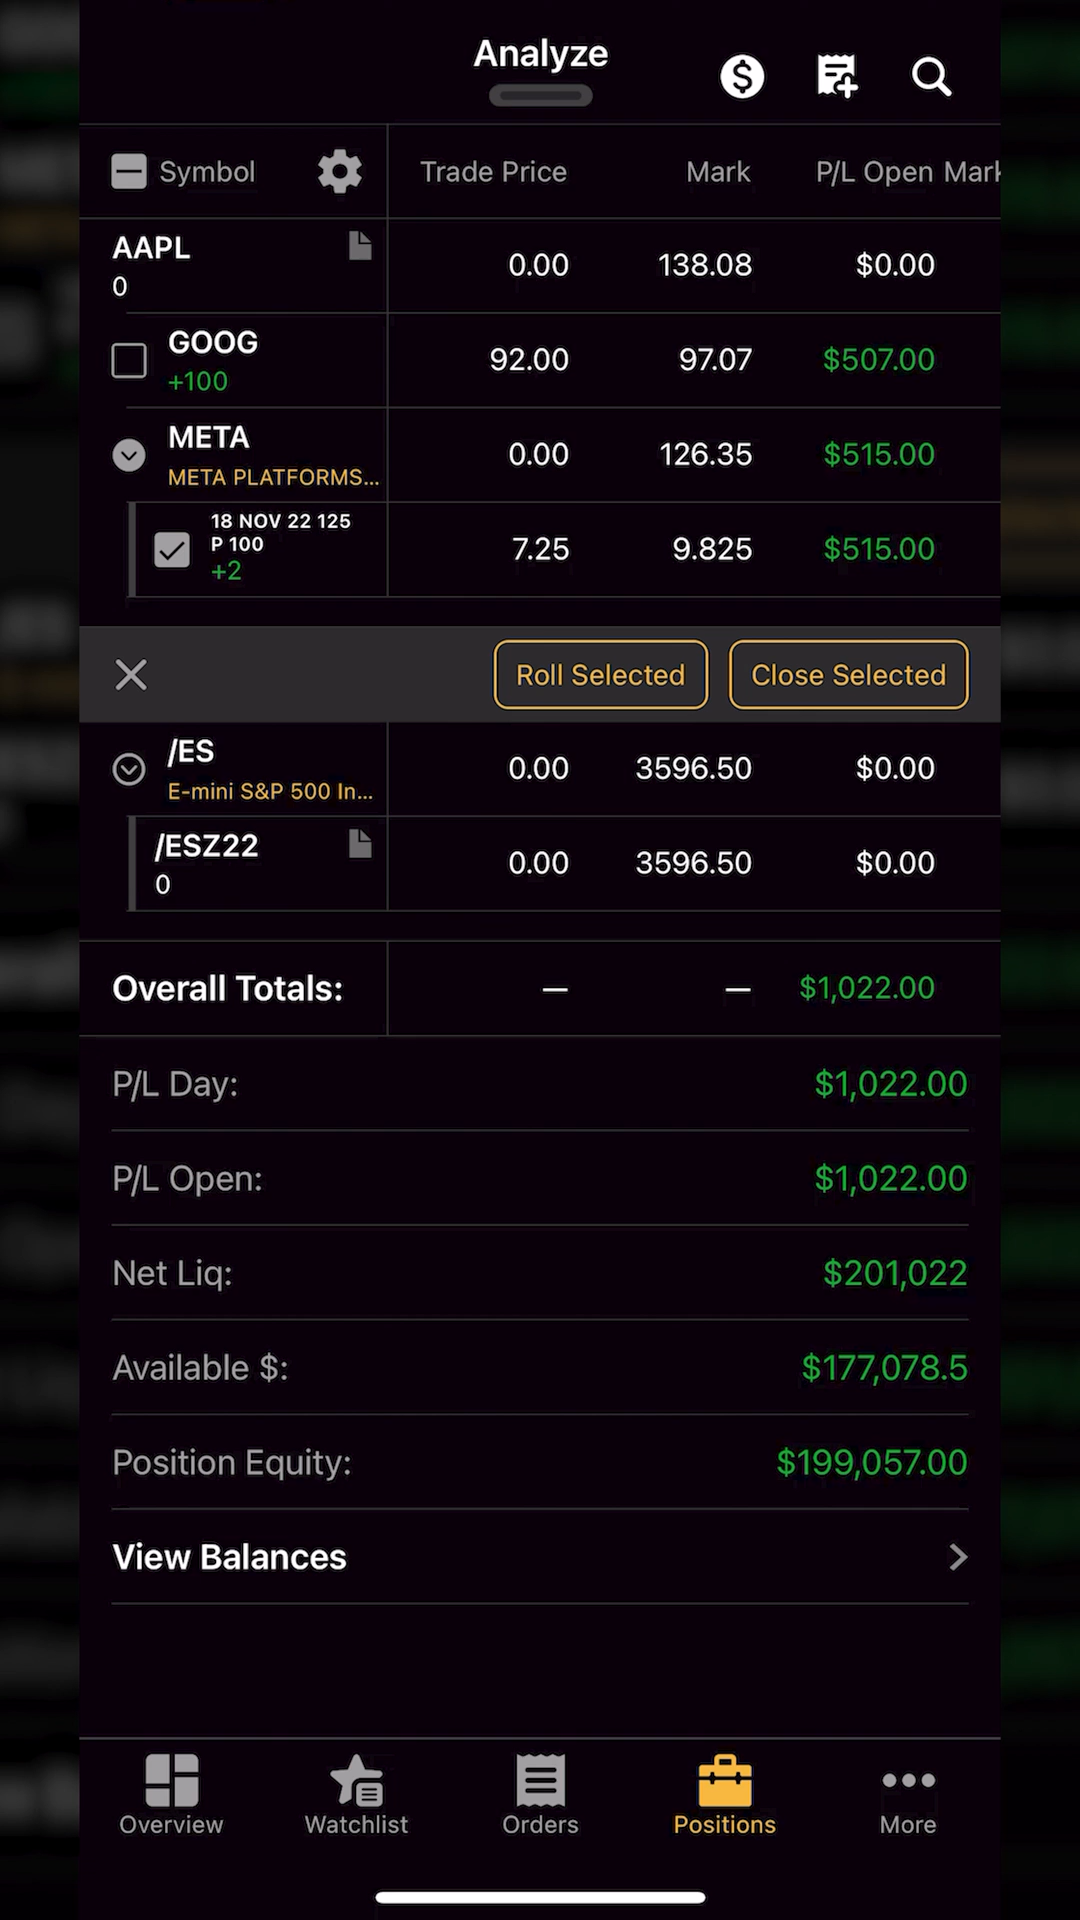 Analyze
Symbol Trade Price Mark P/L Open Mark
AAPL 0.00 138.08 $0.00
0
GOOG 92.00 97.07 $507.00
+100
META 0.00 126.35 $515.00
META PLATFORMS...
18 NOV 22 125
P 100 7.25 9.825 $515.00
+2
Roll Selected Close Selected
/ES 0.00 3596.50 $0.00
E-mini S&P 500 In...
/ESZ22 0.00 3596.50 $0.00
0
Overall Totals: — — $1,022.00
P/L Day: $1,022.00
P/L Open: $1,022.00
Net Liq: $201,022
Available $: $177,078.5
Position Equity: $199,057.00
View Balances
Overview Watchlist Orders Positions More